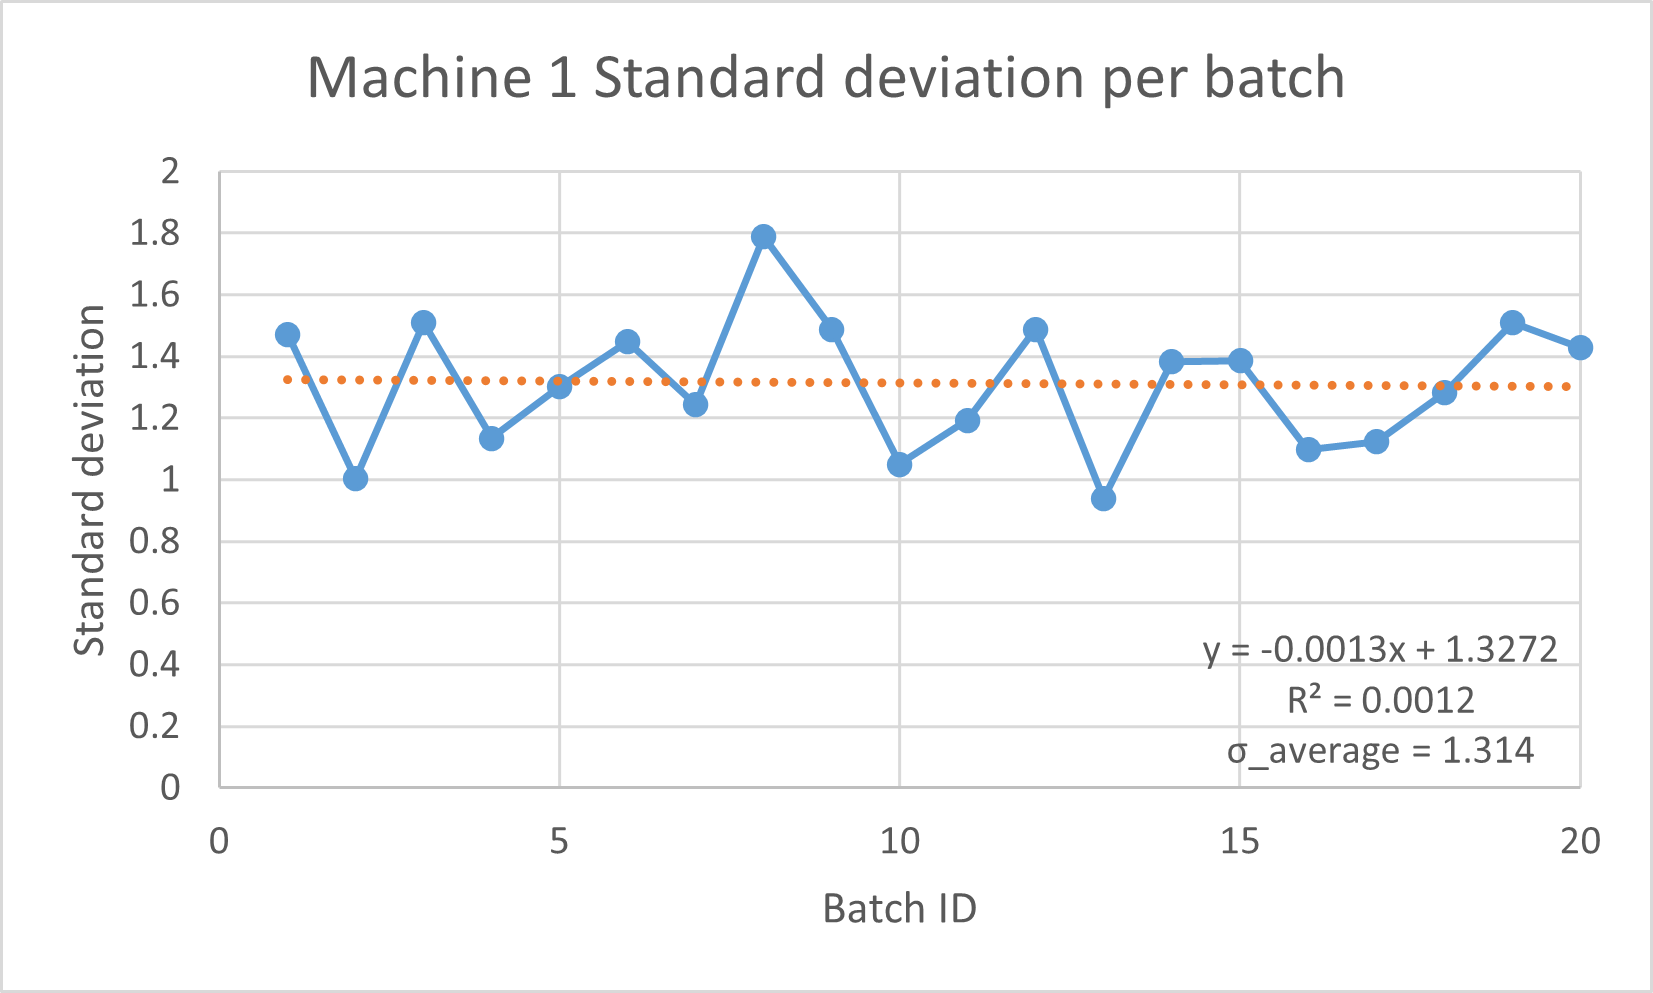 Machine 1 Standard deviation per batch
Standard deviation
2
1.8
1.6
1.4
1.2
1
0.8
0.6
0.4
0.2
0
y = -0.0013x + 1.3272
R² = 0.0012
σ_average = 1.314
0 5 10 15 20
Batch ID